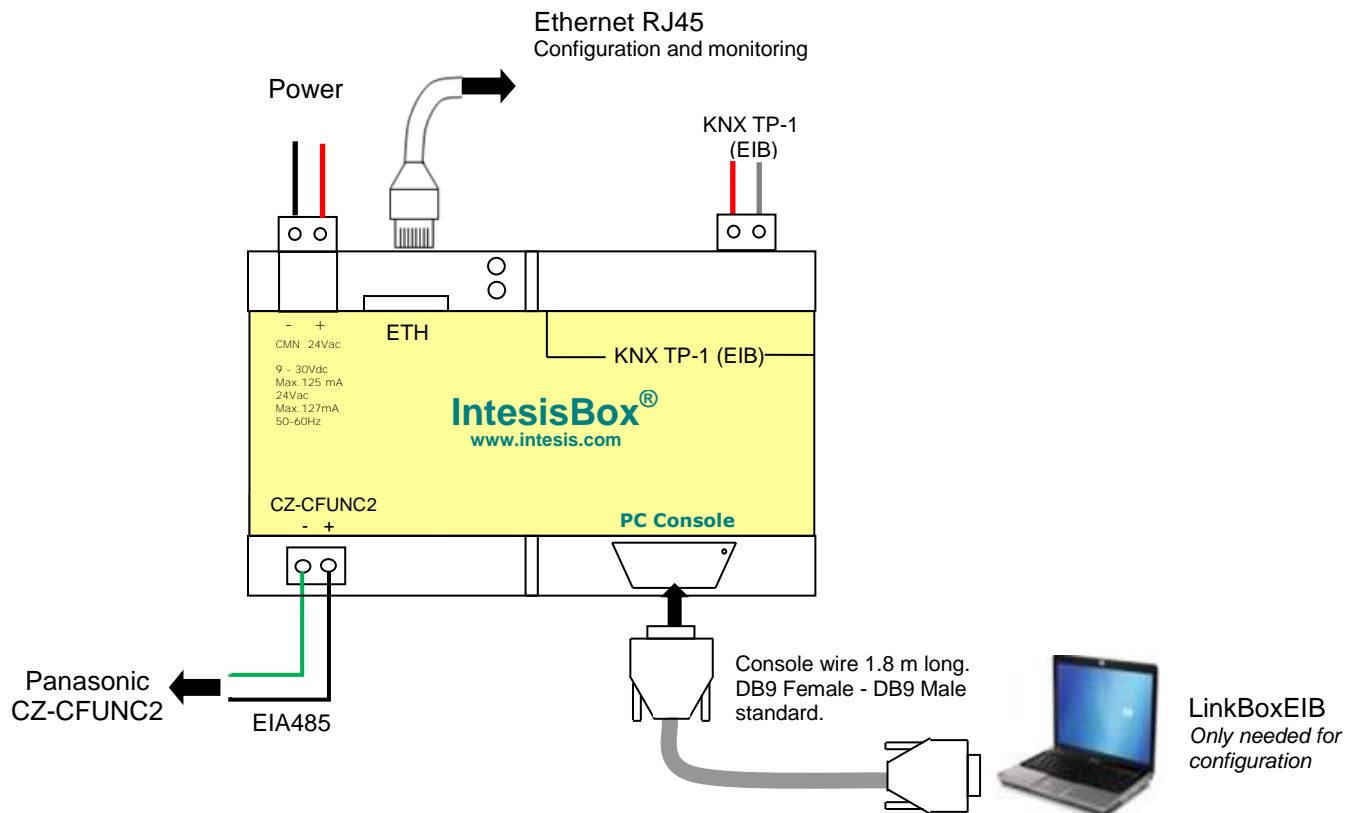 Ethernet RJ45
Configuration and monitoring
Power
KNX TP-1
(EIB)
- +
CMN 24Vac
9 - 30Vdc
Max.125 mA
24Vac
Max.127mA
50-60Hz
ETH
KNX TP-1 (EIB)
IntesisBox®
www.intesis.com
CZ-CFUNC2
- +
PC Console
Panasonic
CZ-CFUNC2
EIA485
Console wire 1.8 m long.
DB9 Female - DB9 Male
standard.
LinkBoxEIB
Only needed for
configuration